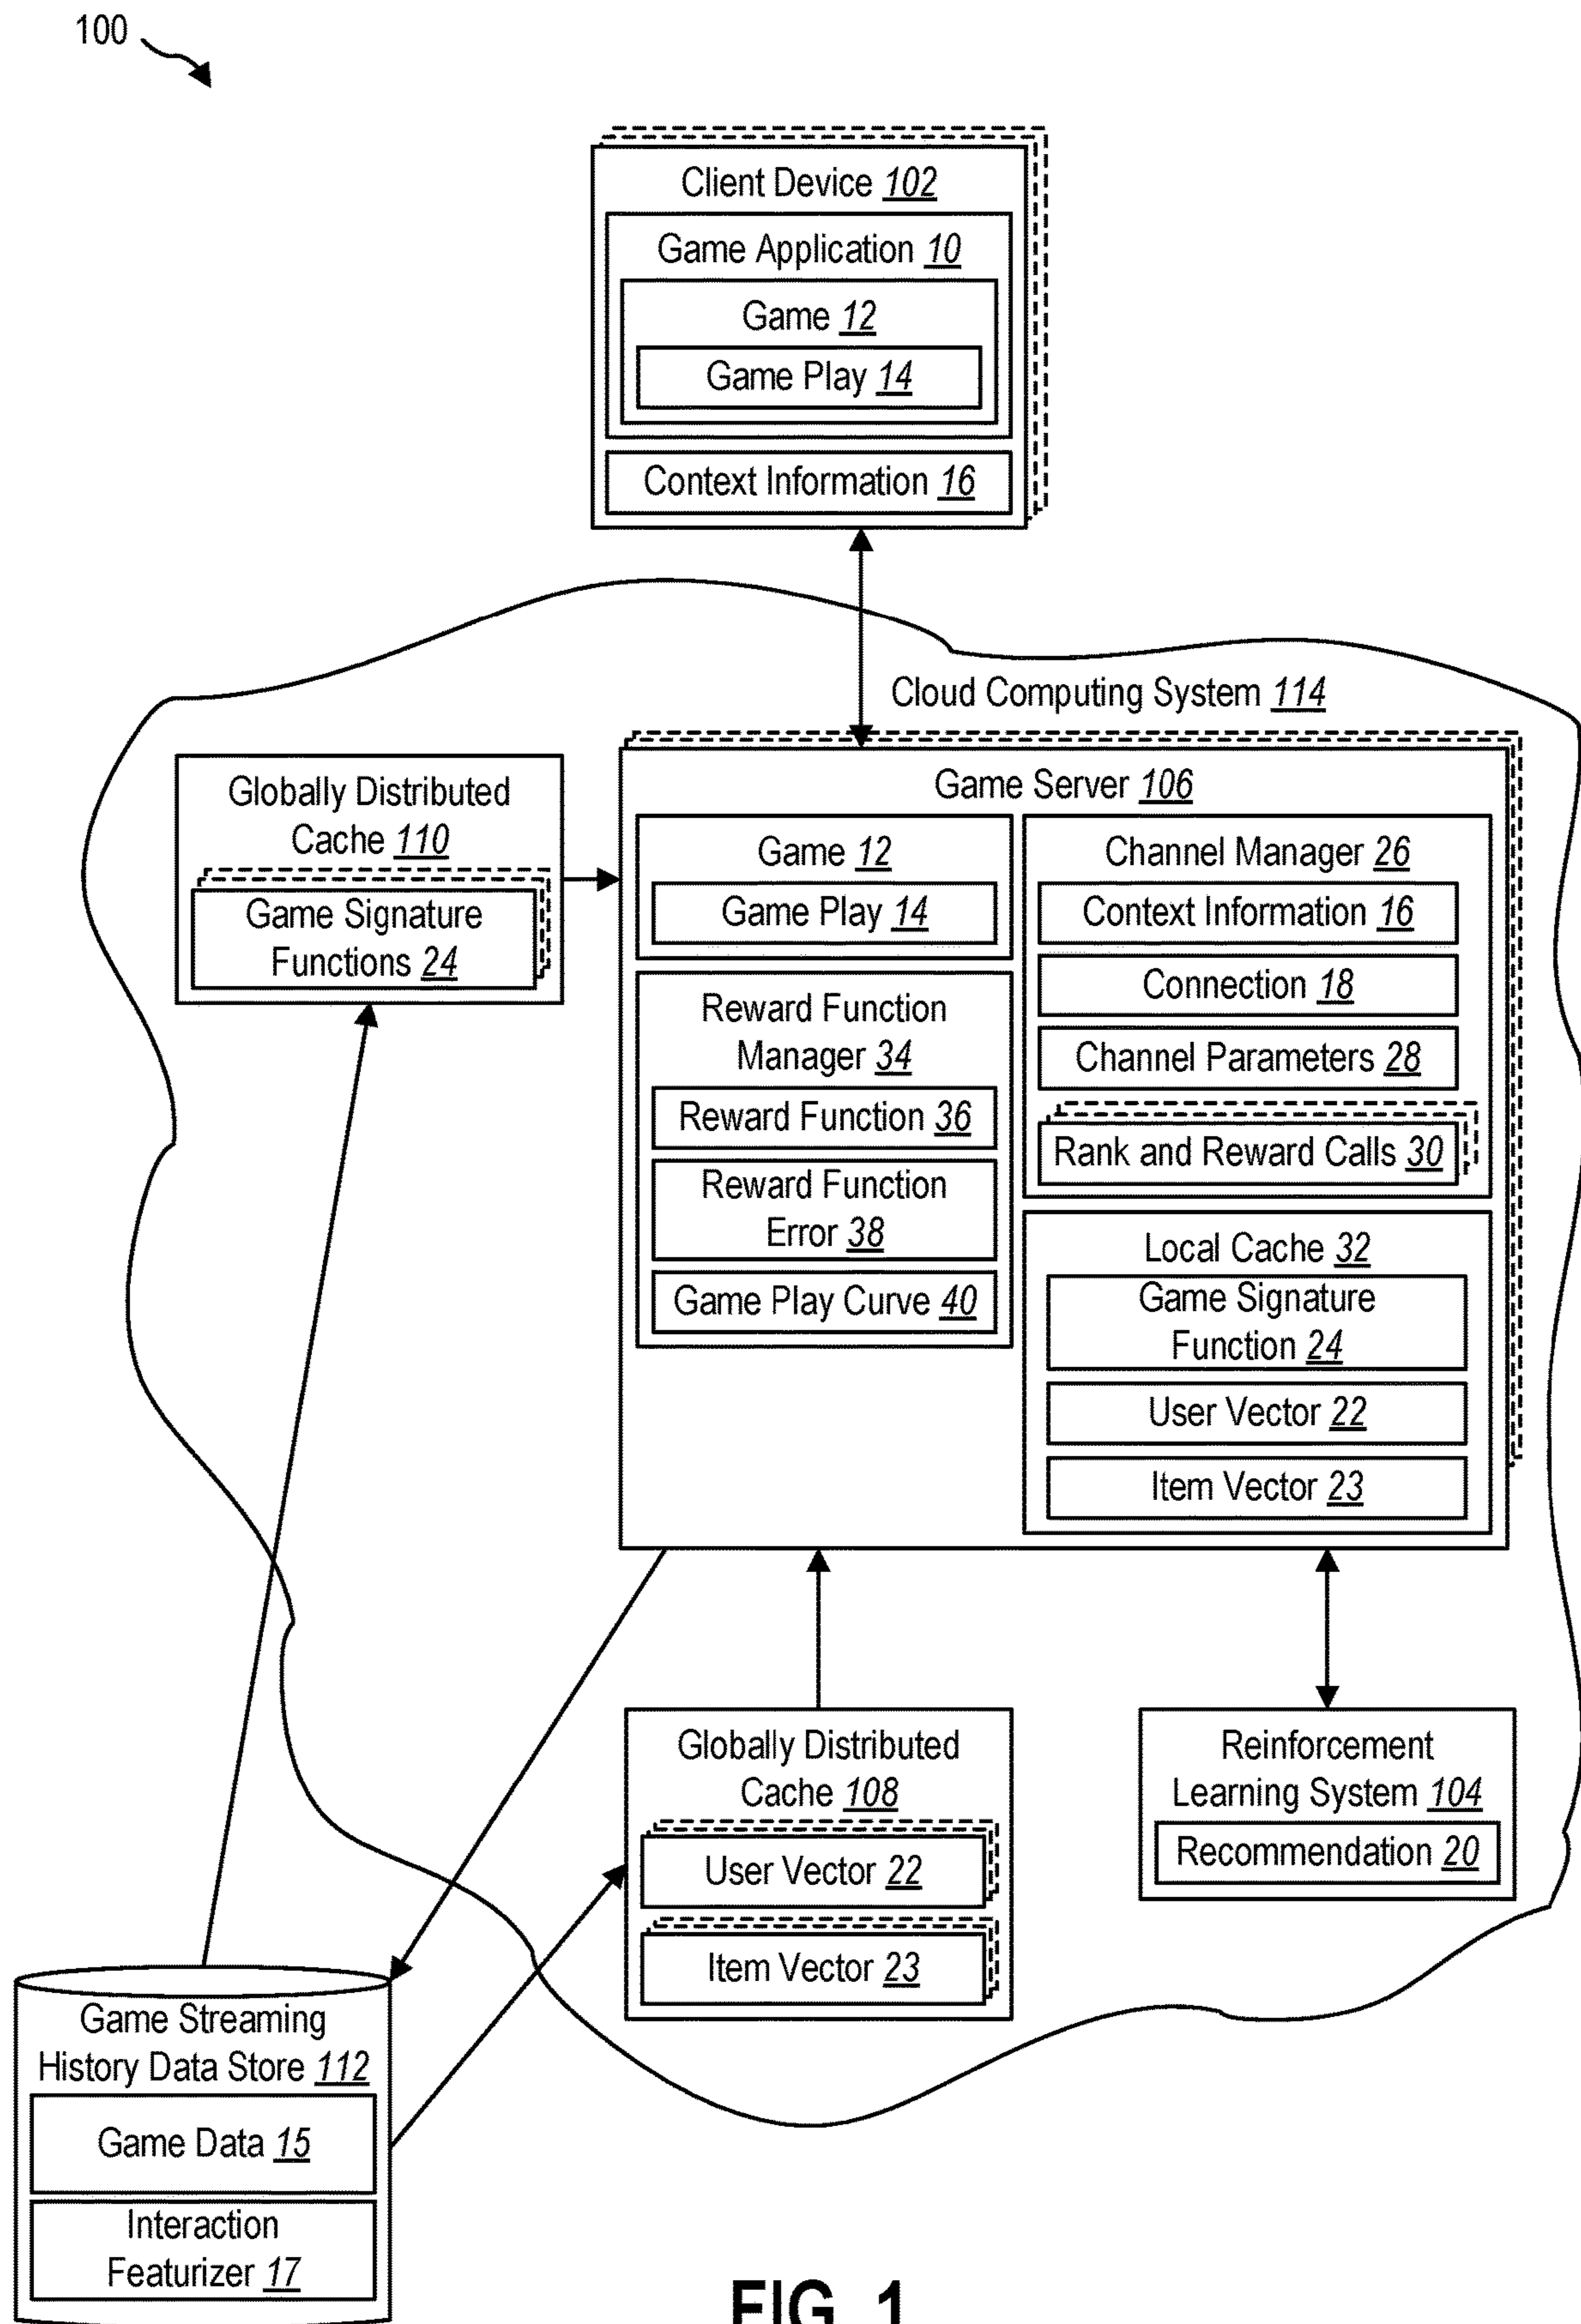 100
Client Device 102
Game Application 10
Game 12
Game Play 14
Context Information 16
Cloud Computing System 114
Globally Distributed
Cache 110
Game Signature
Functions 24
Game Server 106
Game 12
Game Play 14
Reward Function
Manager 34
Reward Function 36
Reward Function
Error 38
Game Play Curve 40
Channel Manager 26
Context Information 16
Connection 18
Channel Parameters 28
Rank and Reward Calls 30
Local Cache 32
Game Signature
Function 24
User Vector 22
Item Vector 23
Globally Distributed
Cache 108
User Vector 22
Item Vector 23
Reinforcement
Learning System 104
Recommendation 20
Game Streaming
History Data Store 112
Game Data 15
Interaction
Featurizer 17
FIG. 1